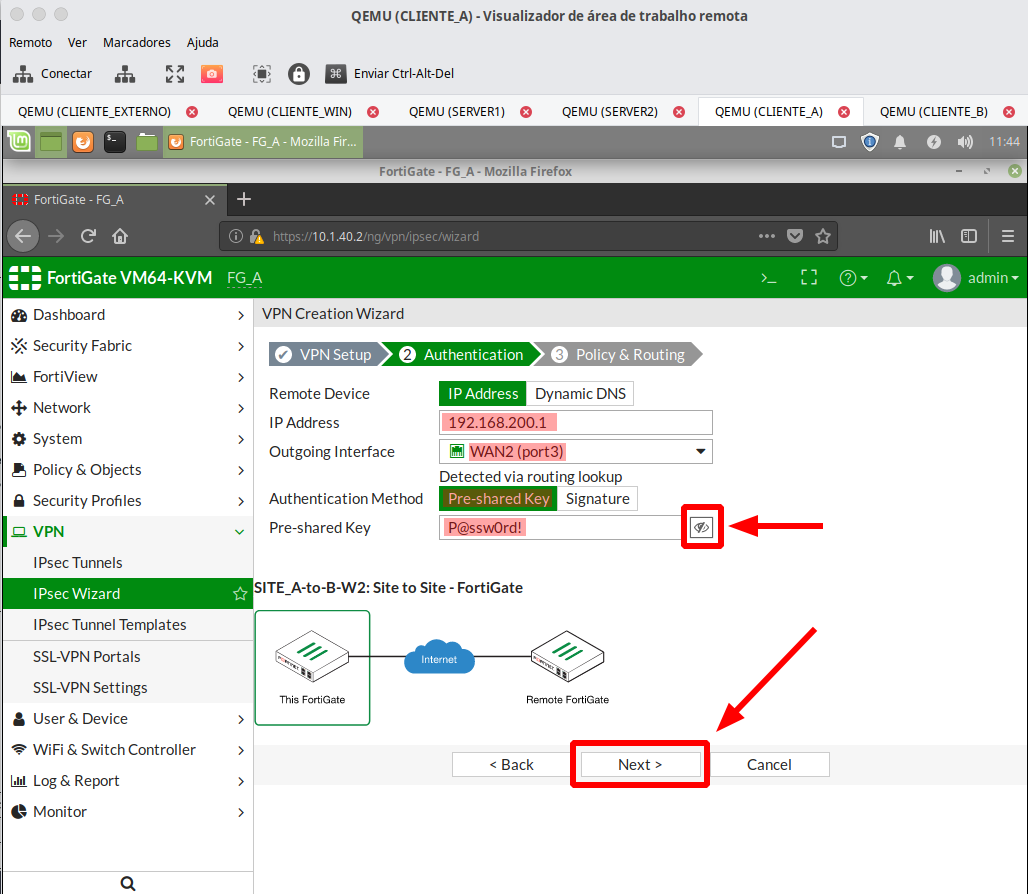 QEMU (CLIENTE_A) - Visualizador de área de trabalho remota
Remoto Ver Marcadores Ajuda
Conectar Enviar Ctrl-Alt-Del
QEMU (CLIENTE_EXTERNO) QEMU (CLIENTE_WIN) QEMU (SERVER1) QEMU (SERVER2) QEMU (CLIENTE_A) QEMU (CLIENTE_B)
FortiGate - FG_A - Mozilla Fir... 11:44
FortiGate - FG_A - Mozilla Firefox
FortiGate - FG_A
https://10.1.40.2/ng/vpn/ipsec/wizard
FortiGate VM64-KVM FG_A admin
Dashboard
Security Fabric
FortiView
Network
System
Policy & Objects
Security Profiles
VPN
IPsec Tunnels
IPsec Wizard
IPsec Tunnel Templates
SSL-VPN Portals
SSL-VPN Settings
User & Device
WiFi & Switch Controller
Log & Report
Monitor
VPN Creation Wizard
VPN Setup 2 Authentication 3 Policy & Routing
Remote Device IP Address Dynamic DNS
IP Address 192.168.200.1
Outgoing Interface WAN2 (port3)
Detected via routing lookup
Authentication Method Pre-shared Key Signature
Pre-shared Key P@ssw0rd!
SITE_A-to-B-W2: Site to Site - FortiGate
Internet
This FortiGate Remote FortiGate
< Back Next > Cancel